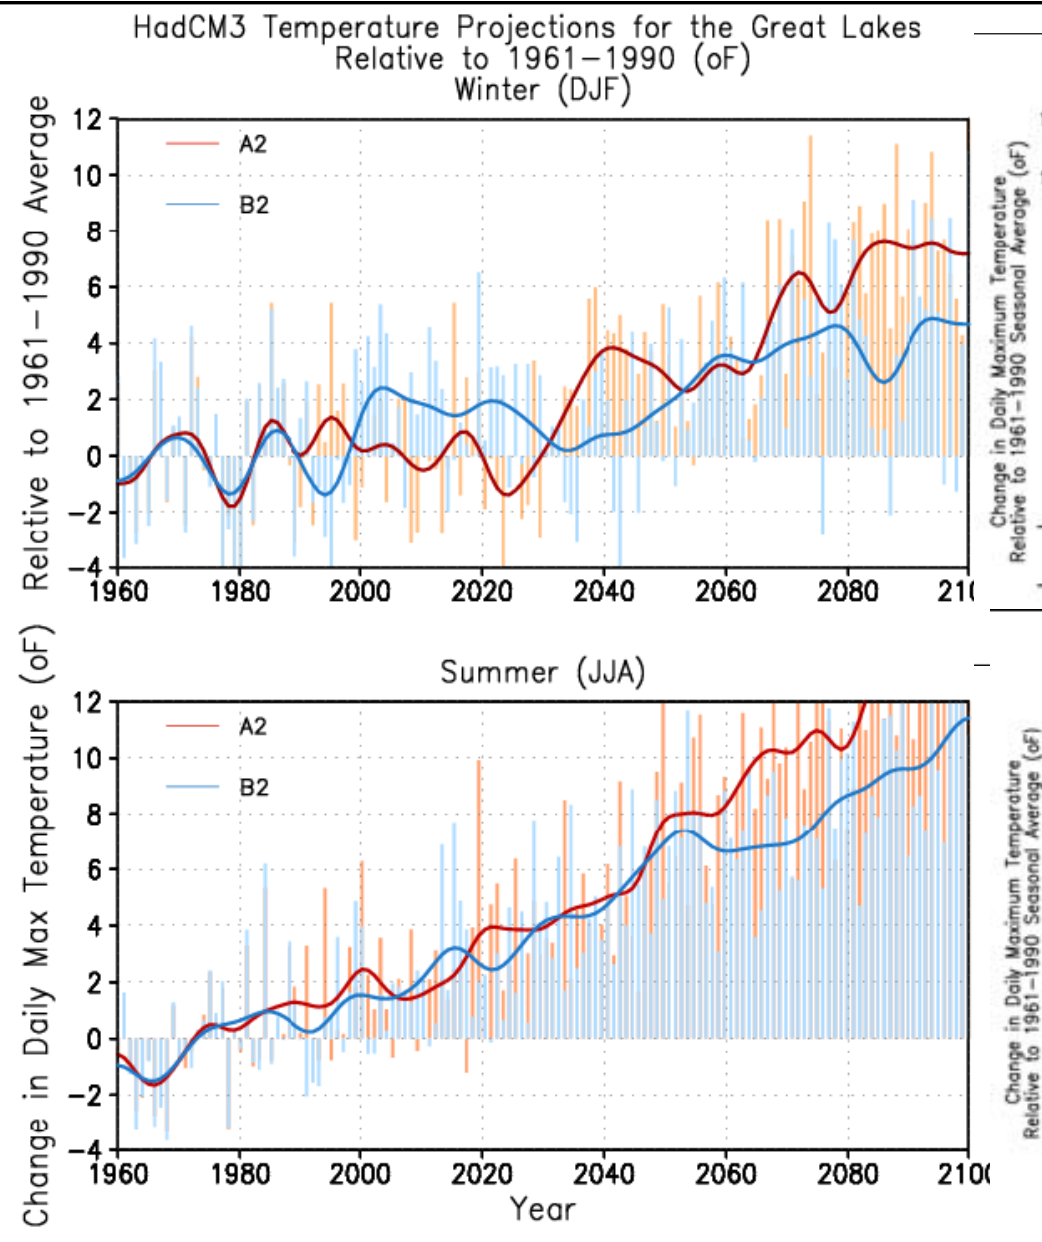 HadCM3 Temperature Projections for the Great Lakes
Relative to 1961-1990 (oF)
Winter (DJF)
Change in Daily Max Temperature (oF) Relative to 1961-1990 Average
12
10
8
6
4
2
0
-2
-4
A2
B2
1960 1980 2000 2020 2040 2060 2080 210
Change in Daily Maximum Temperature
Relative to 1961-1990 Seasonal Average (oF)
Summer (JJA)
12
10
8
6
4
2
0
-2
-4
A2
B2
1960 1980 2000 2020 2040 2060 2080 2100
Year
Change in Daily Maximum Temperature
Relative to 1961-1990 Seasonal Average (oF)